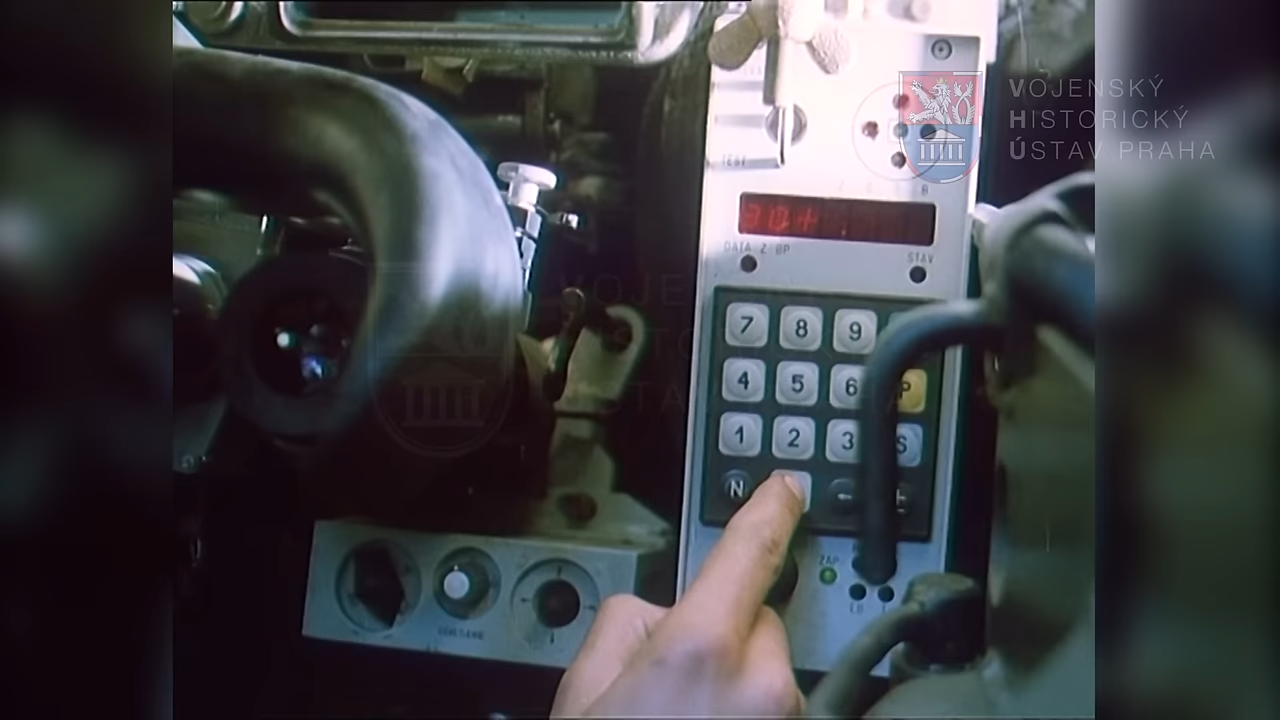 VOJENSKÝ
HISTORICKÝ
ÚSTAV PRAHA
TEST
DATA Z BP
STAV
7 8 9
4 5 6 P
1 2 3 S
N
ZAP